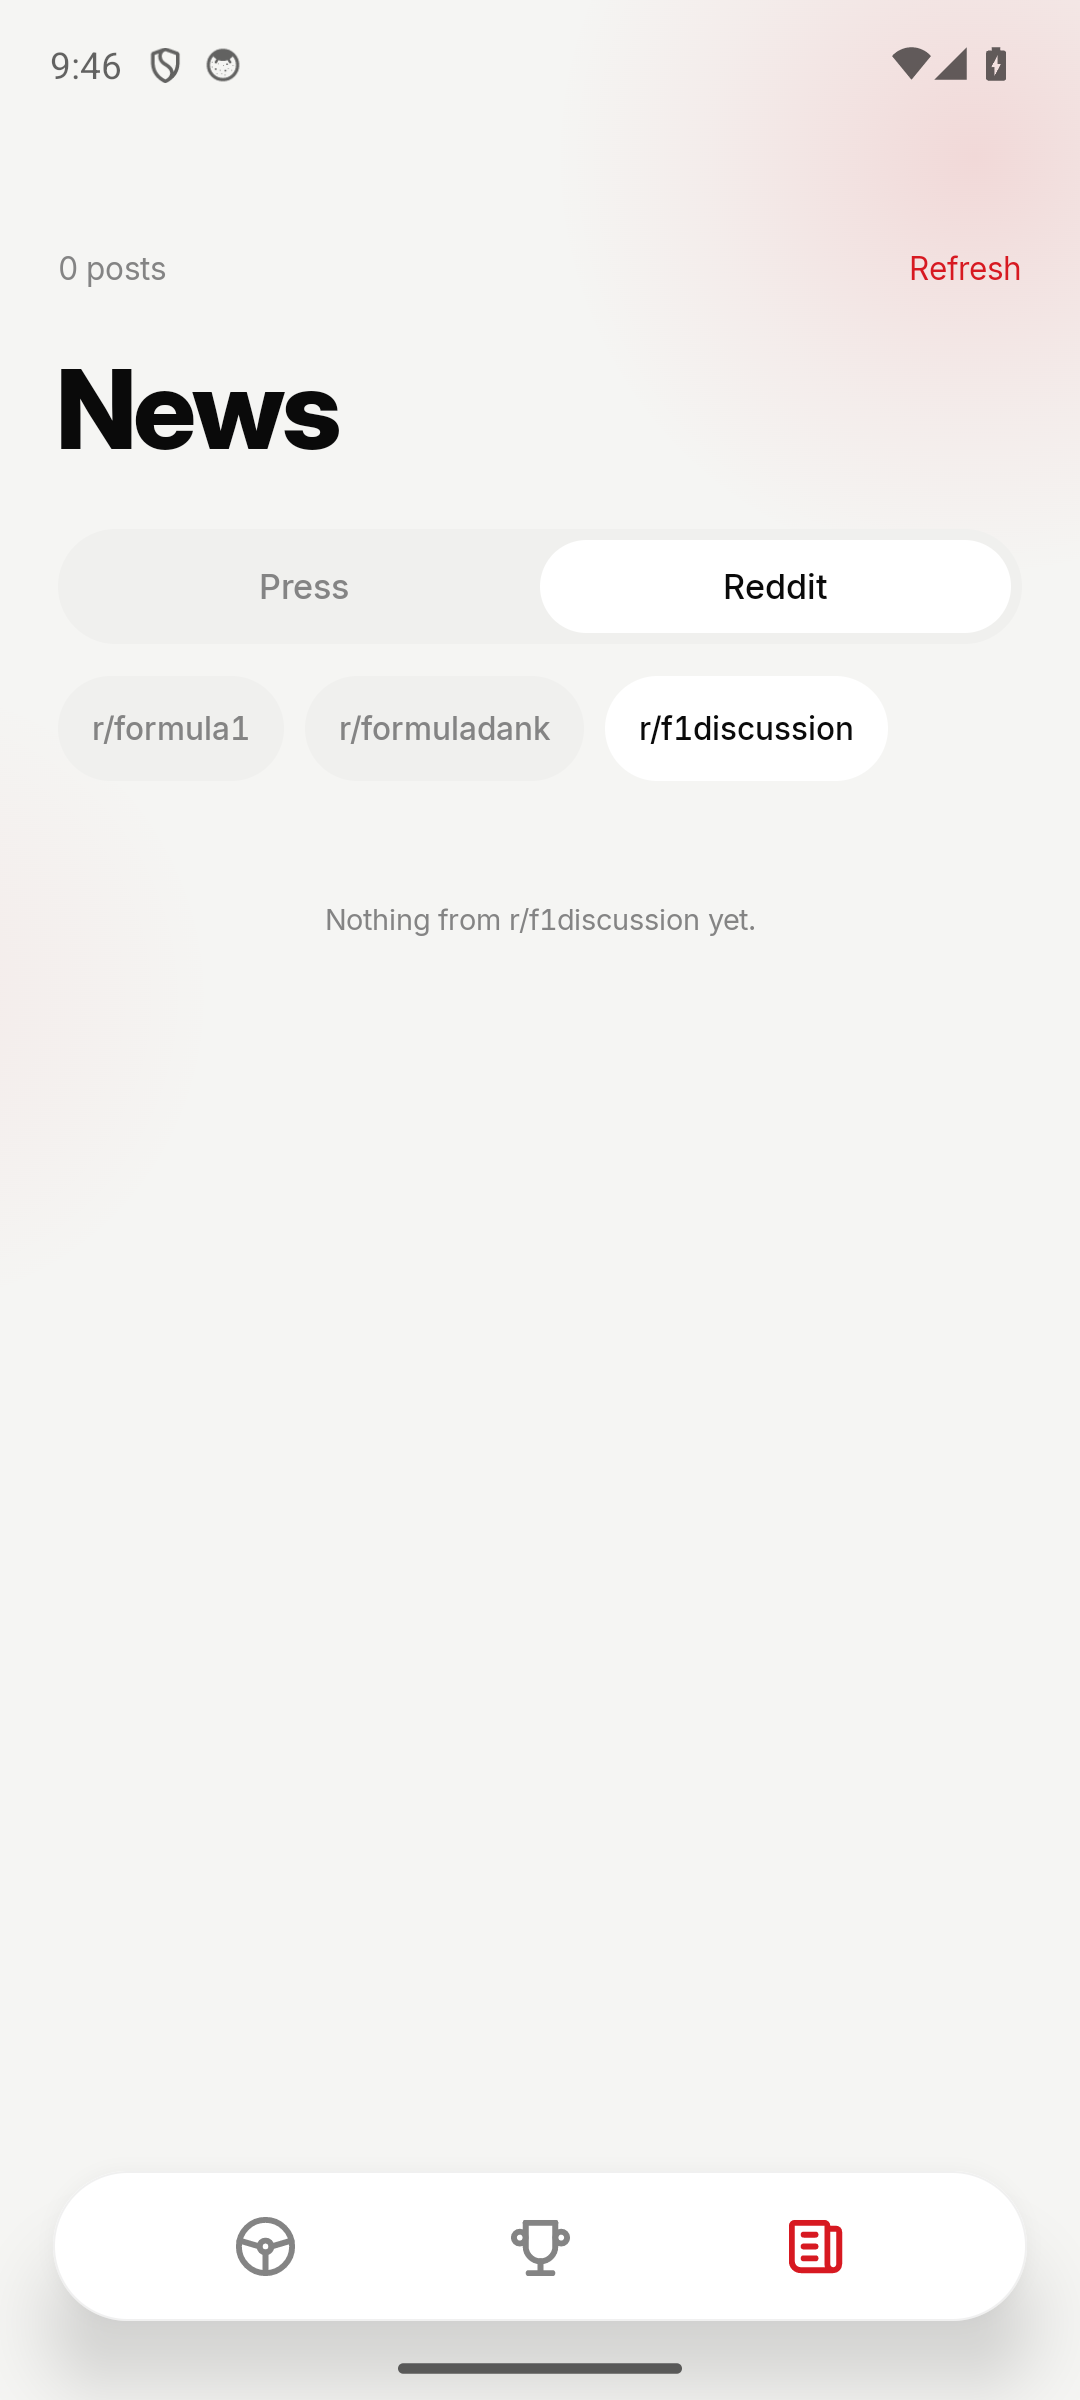 9:46
0 posts
Refresh
News
Press
Reddit
r/formula1
r/formuladank
r/f1discussion
Nothing from r/f1discussion yet.